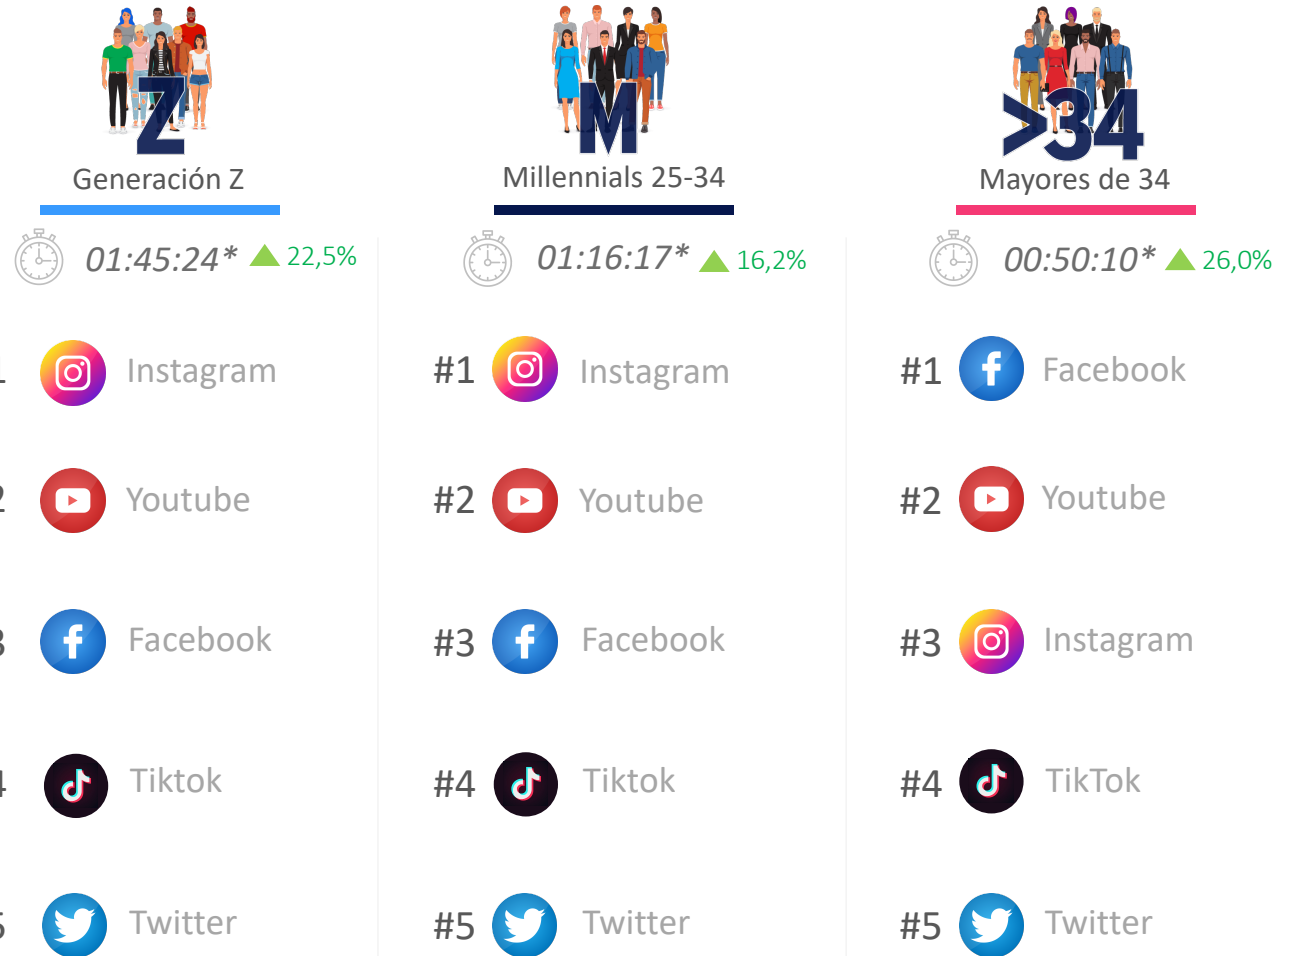 Z
Generación Z
01:45:24* 22,5%
Instagram
Youtube
Facebook
Tiktok
Twitter
M
Millennials 25-34
01:16:17* 16,2%
#1 Instagram
#2 Youtube
#3 Facebook
#4 Tiktok
#5 Twitter
>34
Mayores de 34
00:50:10* 26,0%
#1 Facebook
#2 Youtube
#3 Instagram
#4 TikTok
#5 Twitter